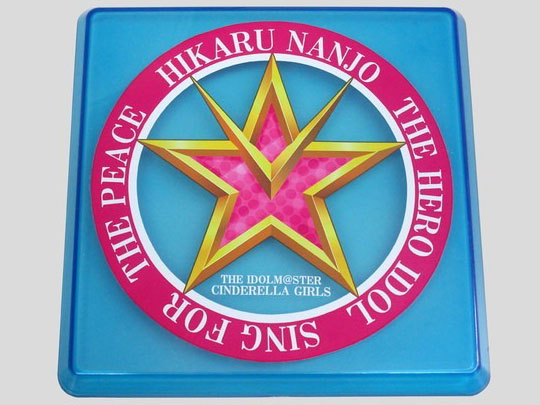 HIKARU NANJO
THE HERO IDOL
SING FOR
THE PEACE
THE IDOLM@STER
CINDERELLA GIRLS